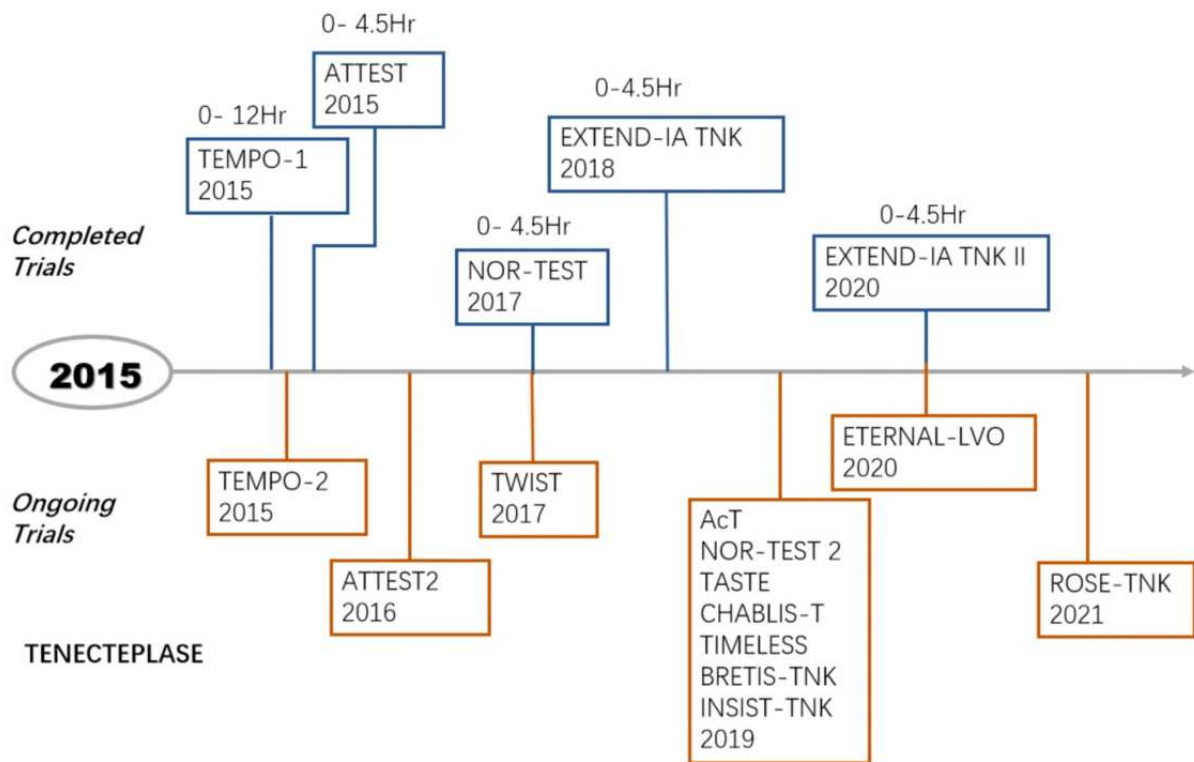 0- 4.5Hr
ATTEST
2015
0- 12Hr
TEMPO-1
2015
0-4.5Hr
EXTEND-IA TNK
2018
0- 4.5Hr
NOR-TEST
2017
0-4.5Hr
EXTEND-IA TNK II
2020
Completed
Trials
2015
Ongoing
Trials
TEMPO-2
2015
ATTEST2
2016
TWIST
2017
AcT
NOR-TEST 2
TASTE
CHABLIS-T
TIMELESS
BRETIS-TNK
INSIST-TNK
2019
ETERNAL-LVO
2020
ROSE-TNK
2021
TENECTEPLASE